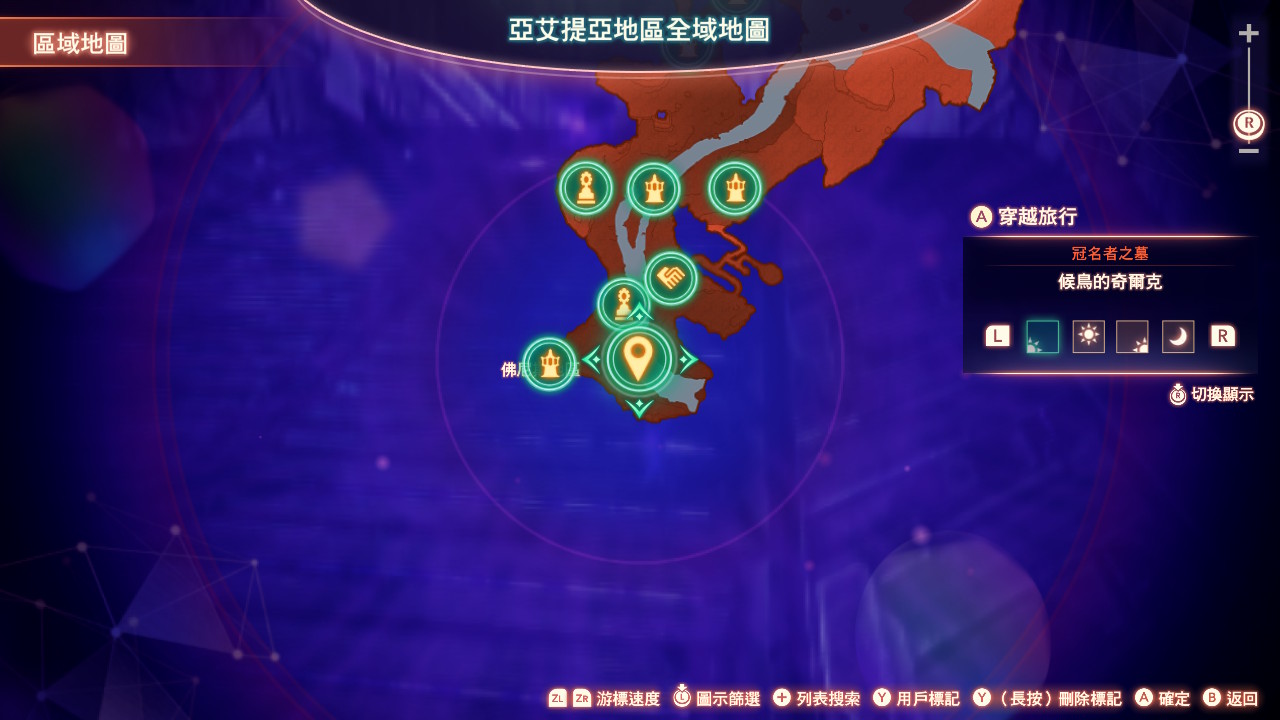 亞艾提亞地區全域地圖
區域地圖
R
A 穿越旅行
冠名者之墓
候鳥的奇爾克
L R
R 切換顯示
佛
ZL ZR 游標速度 L 圖示篩選 + 列表搜索 Y 用戶標記 Y （長按）刪除標記 A 確定 B 返回